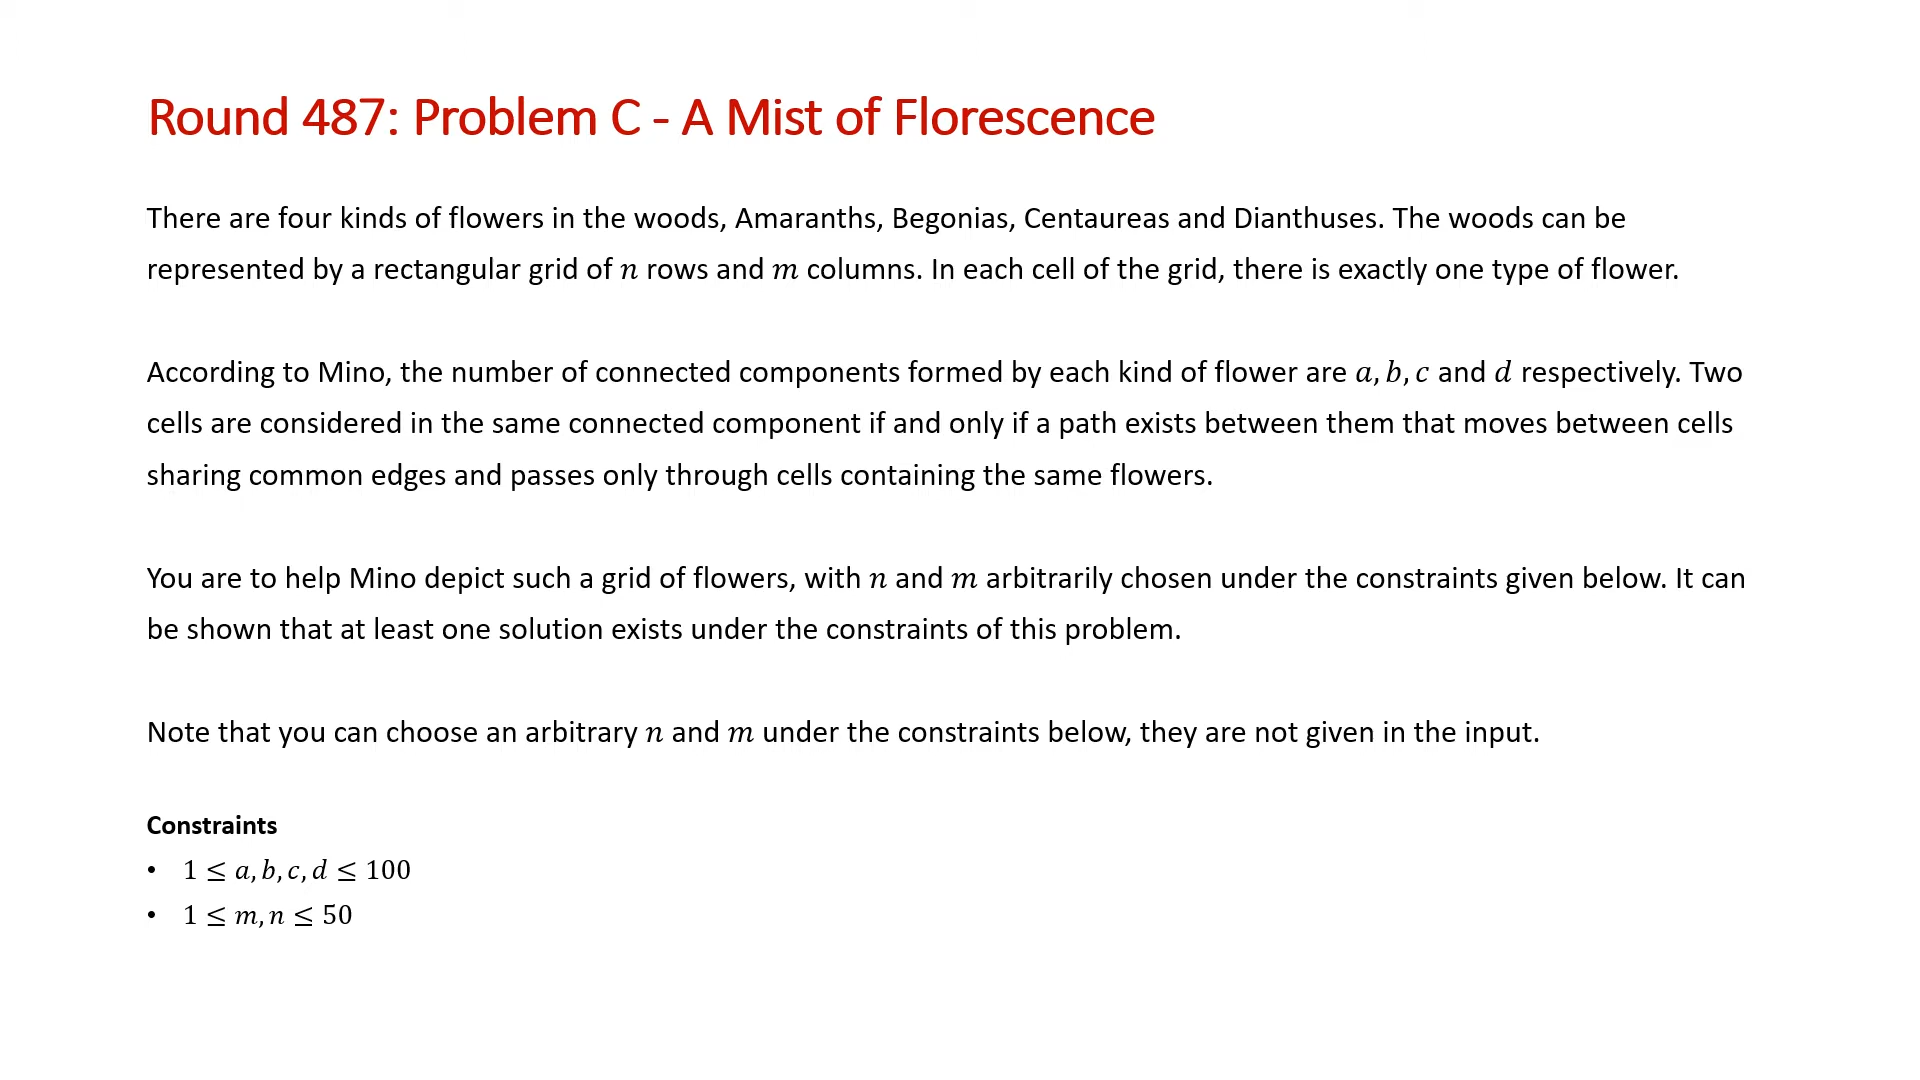 Round 487: Problem C - A Mist of Florescence
There are four kinds of flowers in the woods, Amaranths, Begonias, Centaureas and Dianthuses. The woods can be
represented by a rectangular grid of n rows and m columns. In each cell of the grid, there is exactly one type of flower.
According to Mino, the number of connected components formed by each kind of flower are a, b, c and d respectively. Two
cells are considered in the same connected component if and only if a path exists between them that moves between cells
sharing common edges and passes only through cells containing the same flowers.
You are to help Mino depict such a grid of flowers, with n and m arbitrarily chosen under the constraints given below. It can
be shown that at least one solution exists under the constraints of this problem.
Note that you can choose an arbitrary n and m under the constraints below, they are not given in the input.
Constraints
• 1 ≤ a, b, c, d ≤ 100
• 1 ≤ m, n ≤ 50